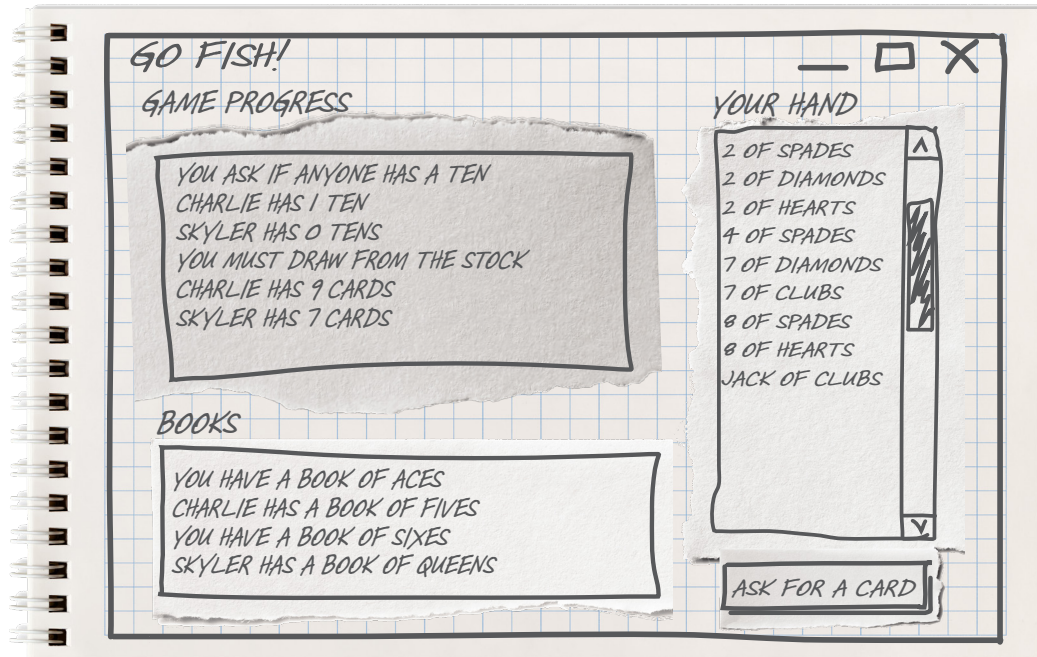 GO FISH!
GAME PROGRESS
YOU ASK IF ANYONE HAS A TEN
CHARLIE HAS 1 TEN
SKYLER HAS 0 TENS
YOU MUST DRAW FROM THE STOCK
CHARLIE HAS 9 CARDS
SKYLER HAS 7 CARDS
BOOKS
YOU HAVE A BOOK OF ACES
CHARLIE HAS A BOOK OF FIVES
YOU HAVE A BOOK OF SIXES
SKYLER HAS A BOOK OF QUEENS
YOUR HAND
2 OF SPADES
2 OF DIAMONDS
2 OF HEARTS
4 OF SPADES
7 OF DIAMONDS
7 OF CLUBS
8 OF SPADES
8 OF HEARTS
JACK OF CLUBS
ASK FOR A CARD